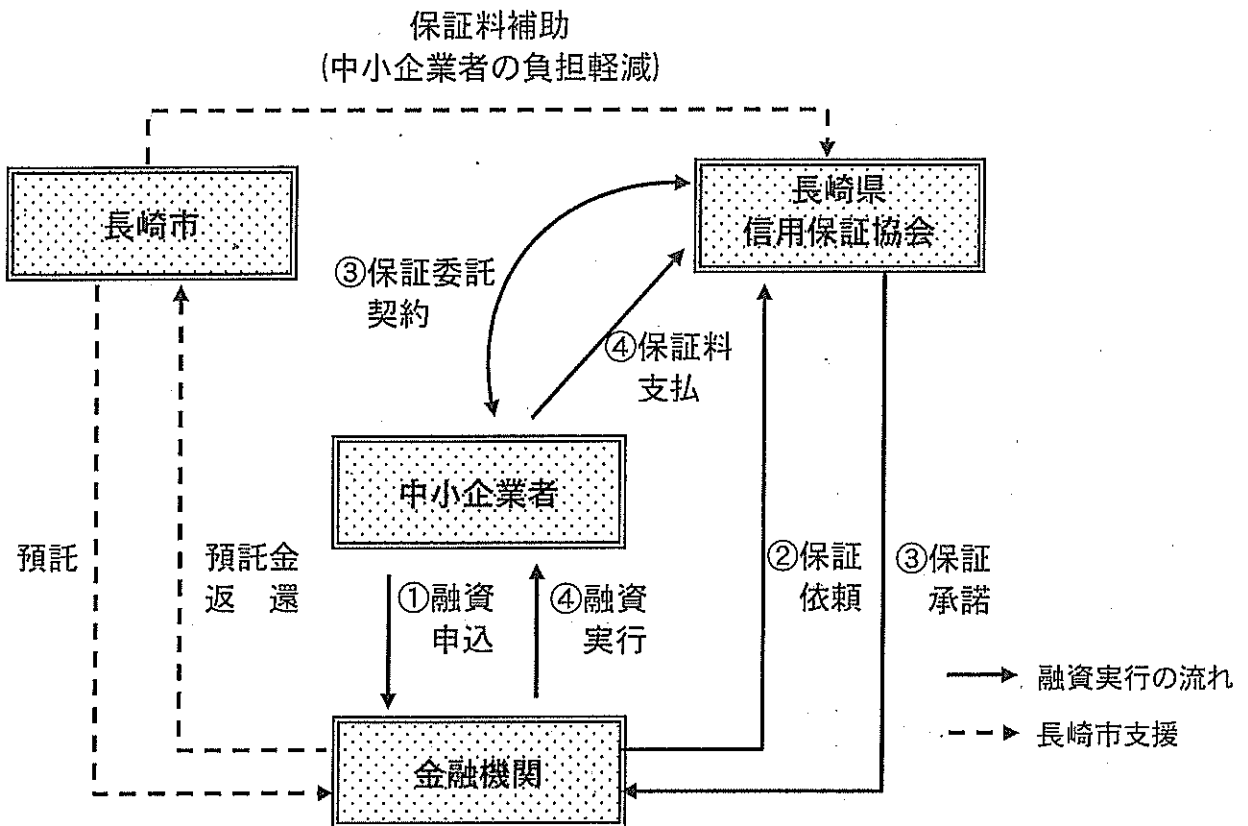 保証料補助
(中小企業者の負担軽減)
長崎市
長崎県
信用保証協会
③保証委託
契約
④保証料
支払
中小企業者
預託
預託金
返　還
①融資
申込
④融資
実行
②保証
依頼
③保証
承諾
融資実行の流れ
長崎市支援
金融機関